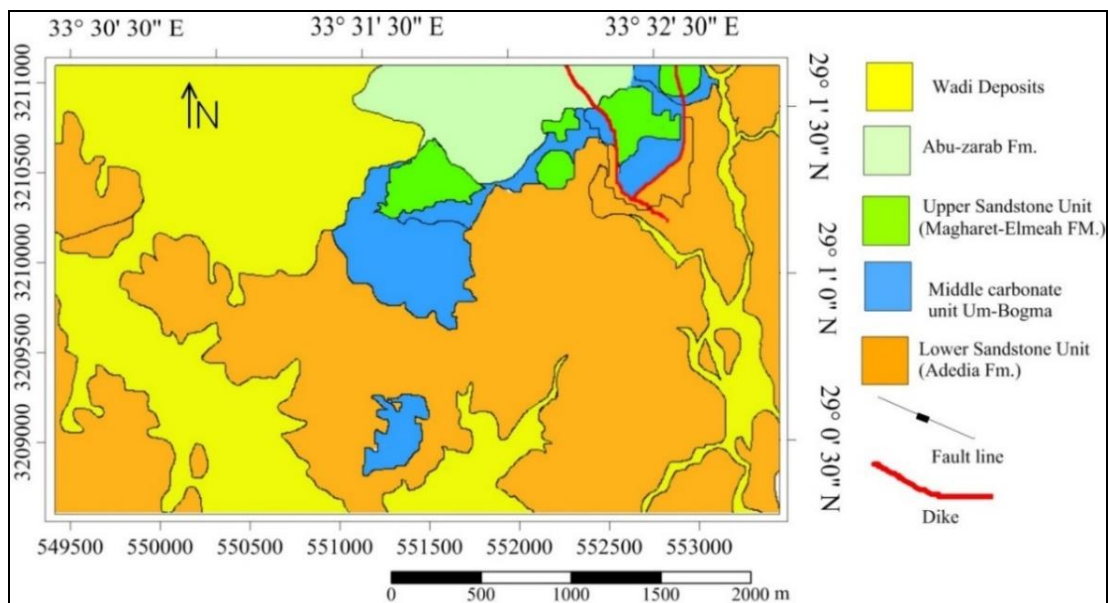 33° 30' 30" E
33° 31' 30" E
33° 32' 30" E
3211000
3210500
3210000
3209500
3209000
N
29° 1' 30" N
29° 1' 0" N
29° 0' 30" N
549500
550000
550500
551000
551500
552000
552500
553000
0
500
1000
1500
2000 m
Wadi Deposits
Abu-zarab Fm.
Upper Sandstone Unit
(Magharet-Elmeah FM.)
Middle carbonate
unit Um-Bogma
Lower Sandstone Unit
(Adedia Fm.)
Fault line
Dike